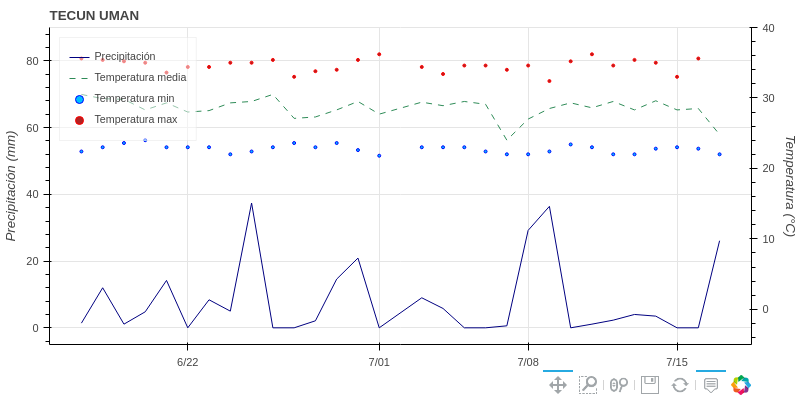 TECUN UMAN
Precipitación
Temperatura media
Temperatura min
Temperatura max
Precipitación (mm)
80
60
40
20
0
Temperatura (°C)
40
30
20
10
0
6/22
7/01
7/08
7/15